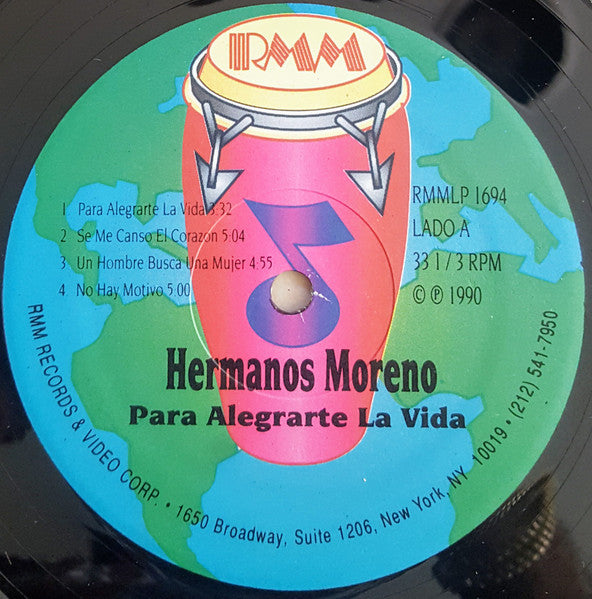 RMM
1 Para Alegrarte La Vida 3:32
2 Se Me Canso El Corazon 5:04
3 Un Hombre Busca Una Mujer 4:55
4 No Hay Motivo 5:00
RMMLP 1694
LADO A
33 1/3 RPM
© ℗ 1990
Hermanos Moreno
Para Alegrarte La Vida
RMM RECORDS & VIDEO CORP. • 1650 Broadway, Suite 1206, New York, NY 10019 • (212) 541-7950